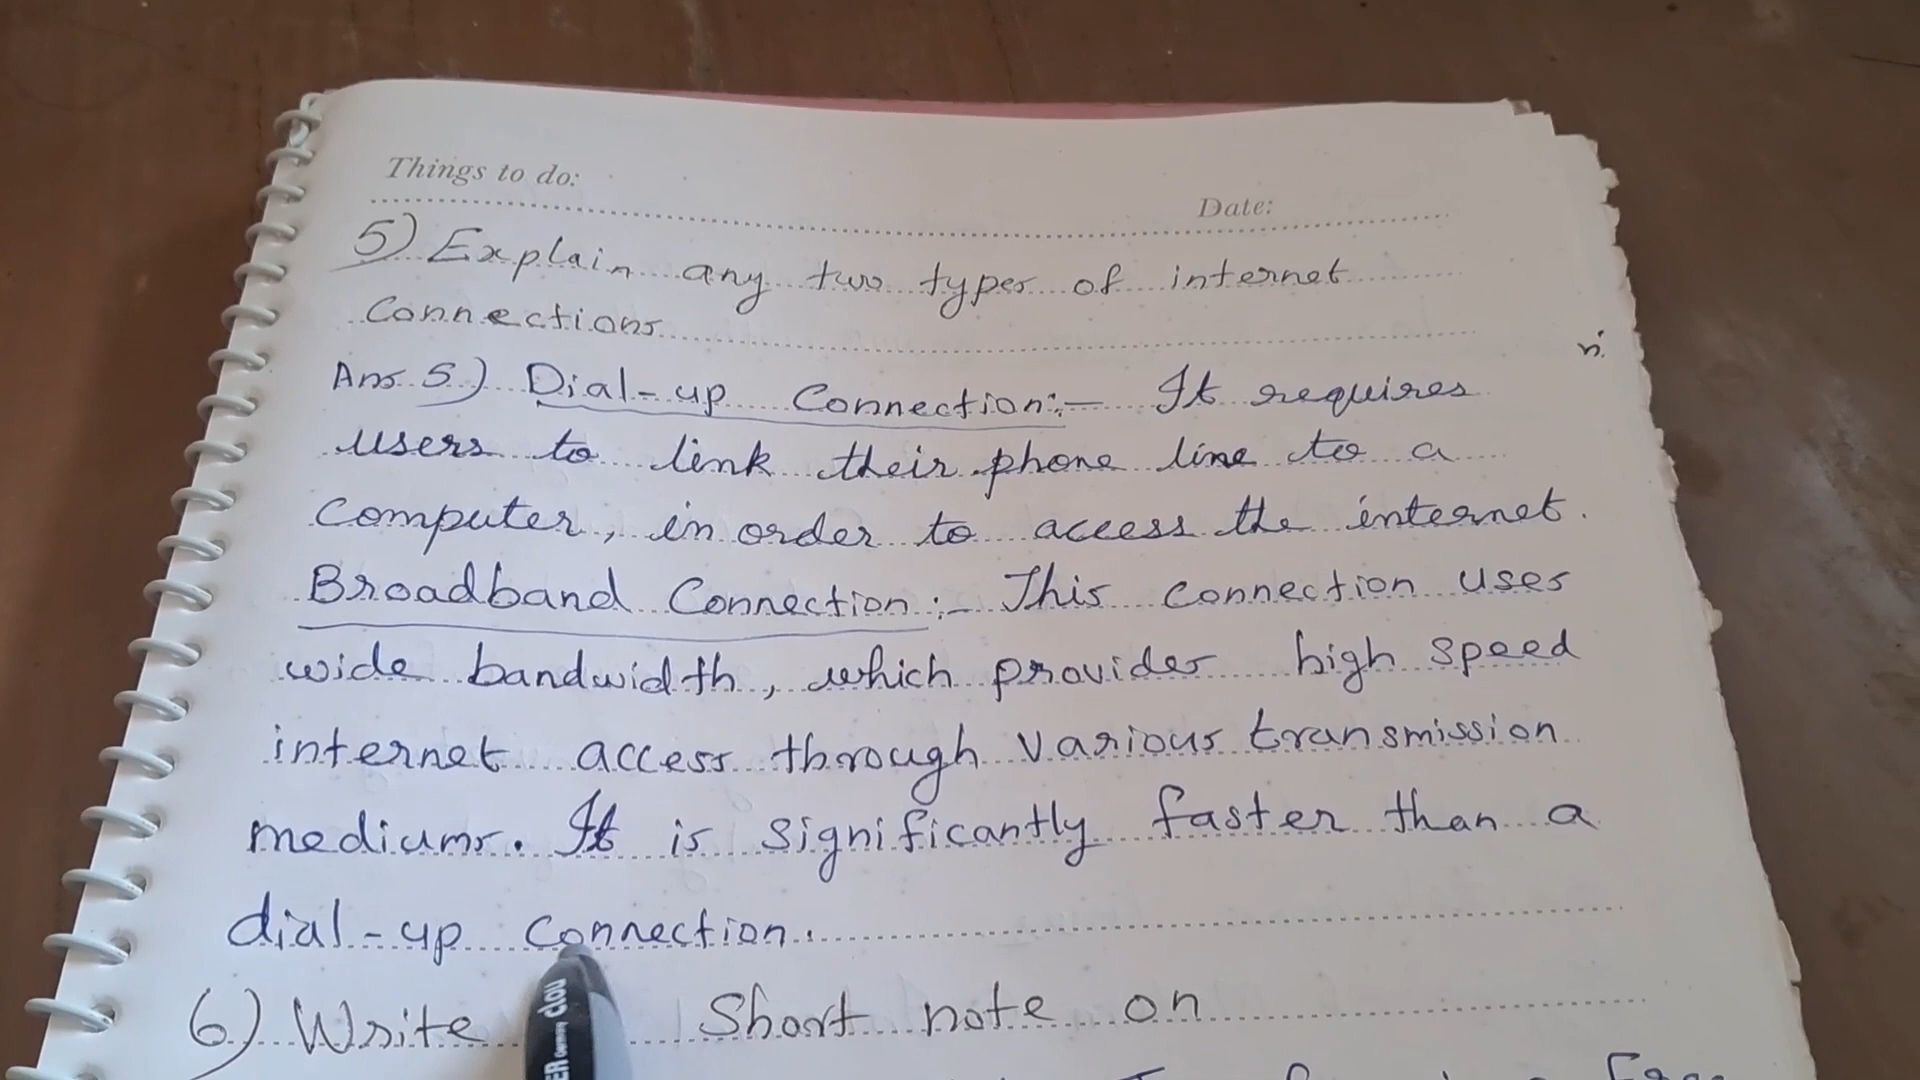 Things to do:
Date:
5) Explain any two types of internet
Connections
Ans 5) Dial-up Connection:- It requires
users to link their phone line to a
computer, in order to access the internet.
Broadband Connection:- This connection uses
wide bandwidth, which provides high speed
internet access through various transmission
mediums. It is significantly faster than a
dial-up connection.
6) Write Short note on